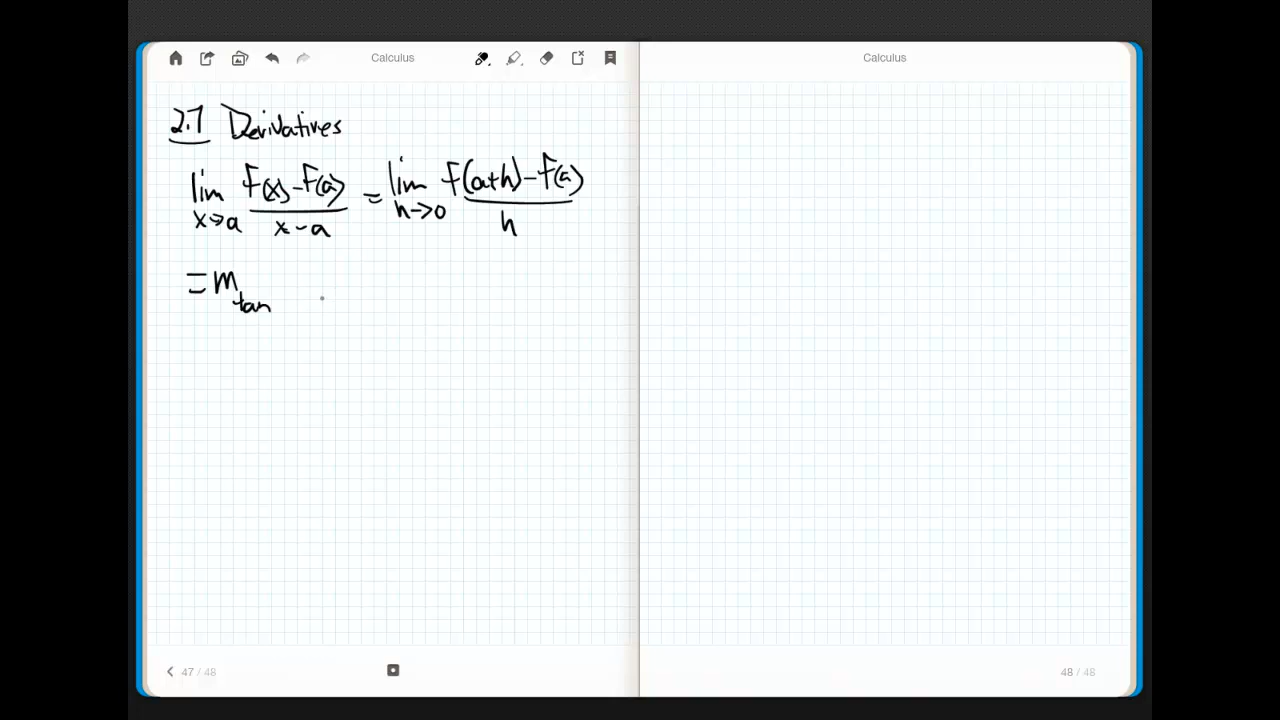 Calculus
Calculus
2.7 Derivatives
lim x→a (f(x) - f(a))/(x - a) = lim h→0 (f(a+h) - f(a))/h
= m tan
47 / 48
48 / 48